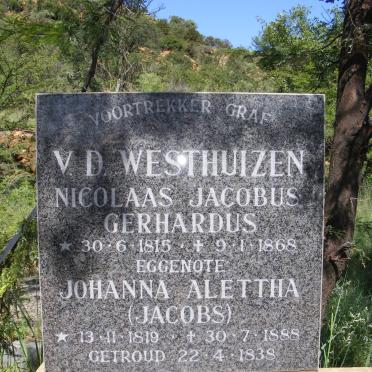 VOORTREKKER GRAF
V.D. WESTHUIZEN
NICOLAAS JACOBUS
GERHARDUS
★ 30·6·1815 · ✝ 9·1·1868
EGGENOTE
JOHANNA ALETTHA
(JACOBS)
★ 13·11·1819 · ✝ 30·7·1888
GETROUD 22·4·1838